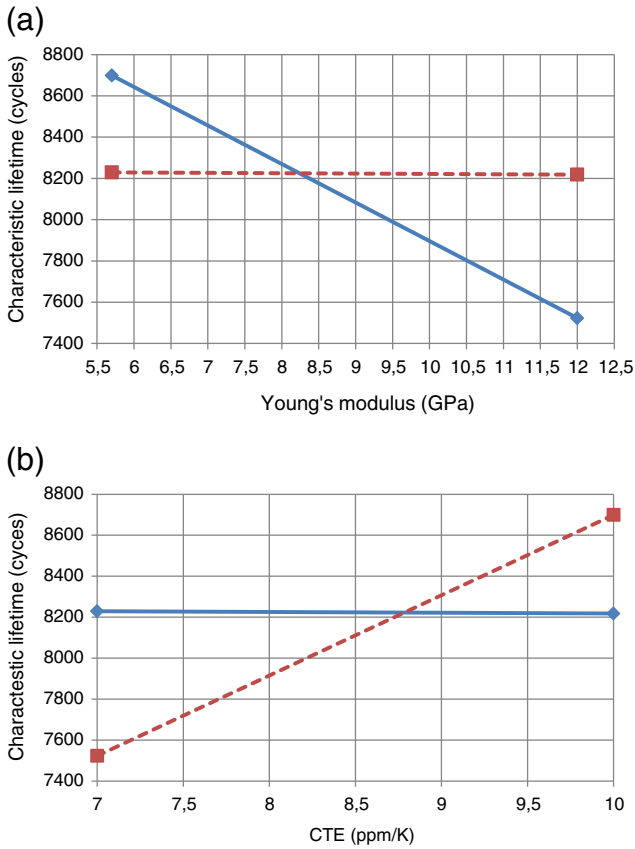 (a)
Characteristic lifetime (cycles)
8800
8600
8400
8200
8000
7800
7600
7400
5,5 6 6,5 7 7,5 8 8,5 9 9,5 10 10,5 11 11,5 12 12,5
Young's modulus (GPa)
(b)
Charactestic lifetime (cyces)
8800
8600
8400
8200
8000
7800
7600
7400
7 7,5 8 8,5 9 9,5 10
CTE (ppm/K)